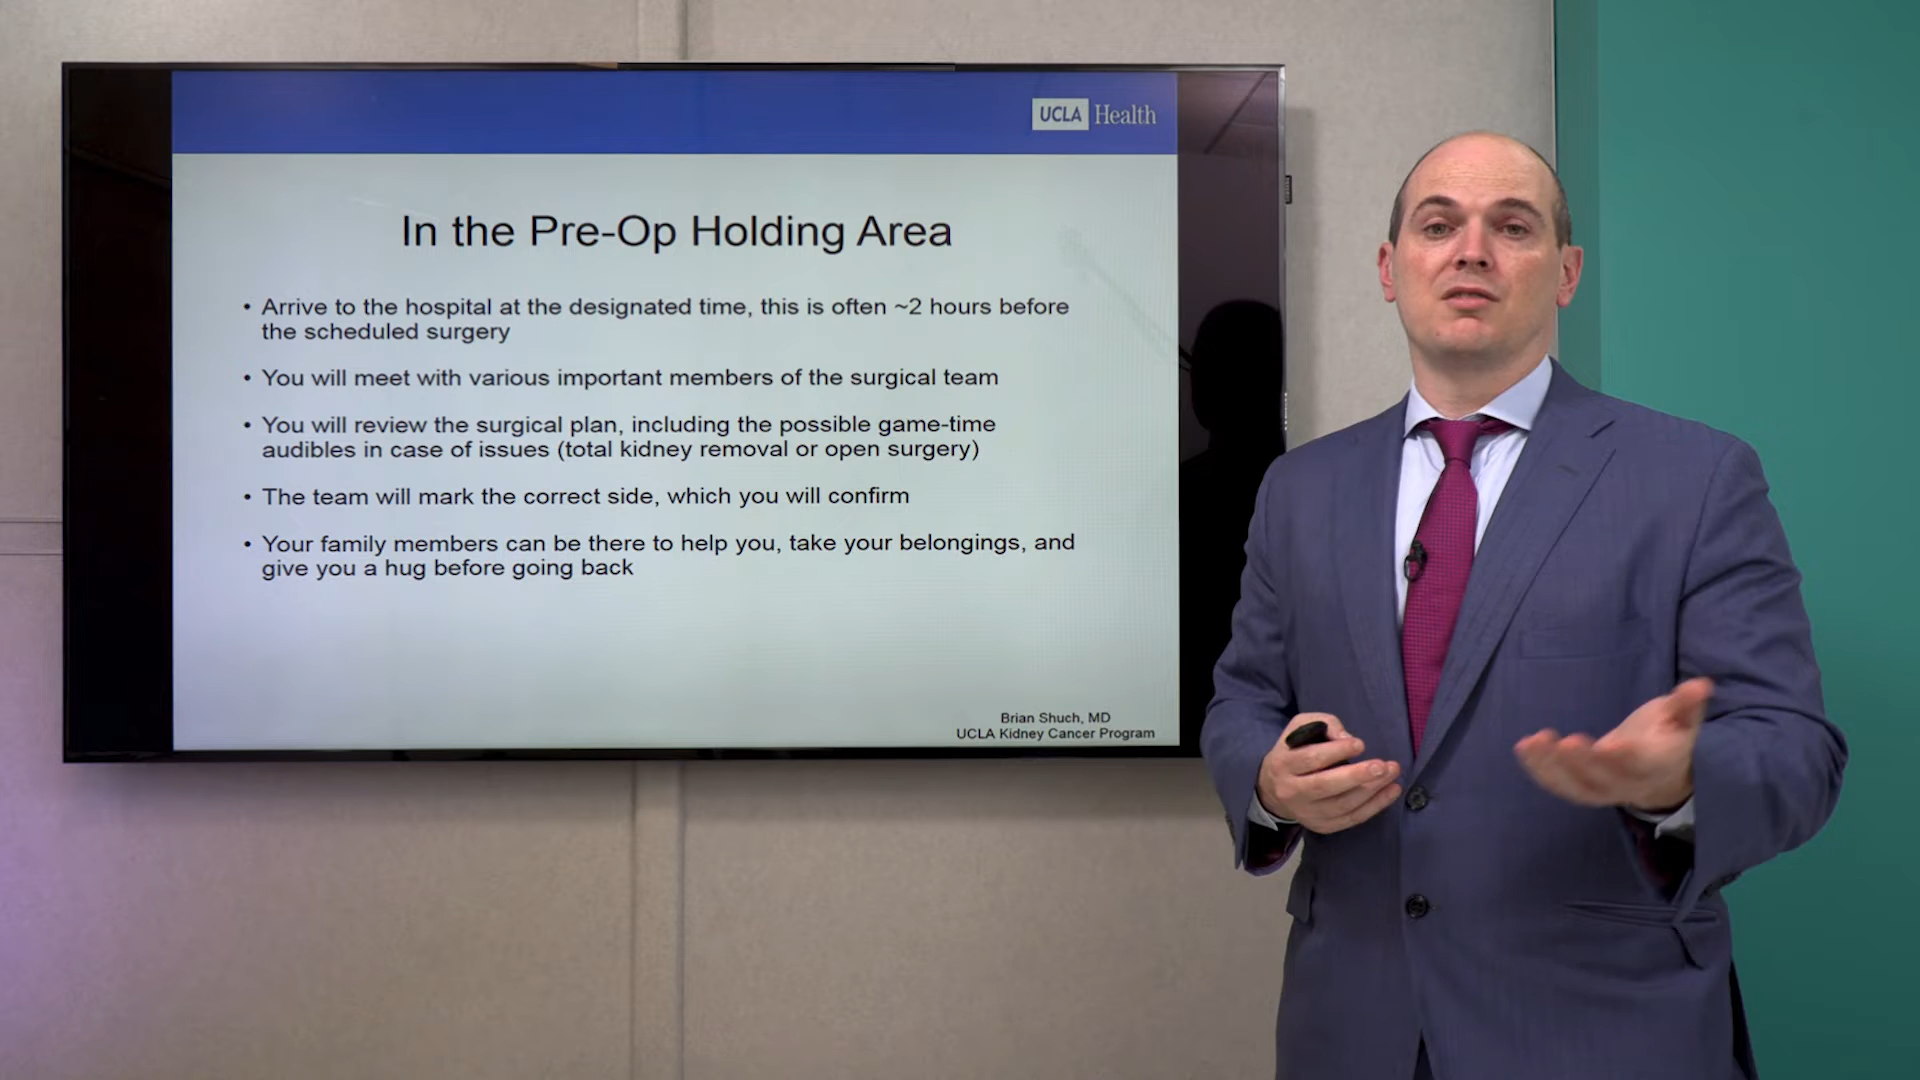 UCLA Health
In the Pre-Op Holding Area
• Arrive to the hospital at the designated time, this is often ~2 hours before
the scheduled surgery
• You will meet with various important members of the surgical team
• You will review the surgical plan, including the possible game-time
audibles in case of issues (total kidney removal or open surgery)
• The team will mark the correct side, which you will confirm
• Your family members can be there to help you, take your belongings, and
give you a hug before going back
Brian Shuch, MD
UCLA Kidney Cancer Program